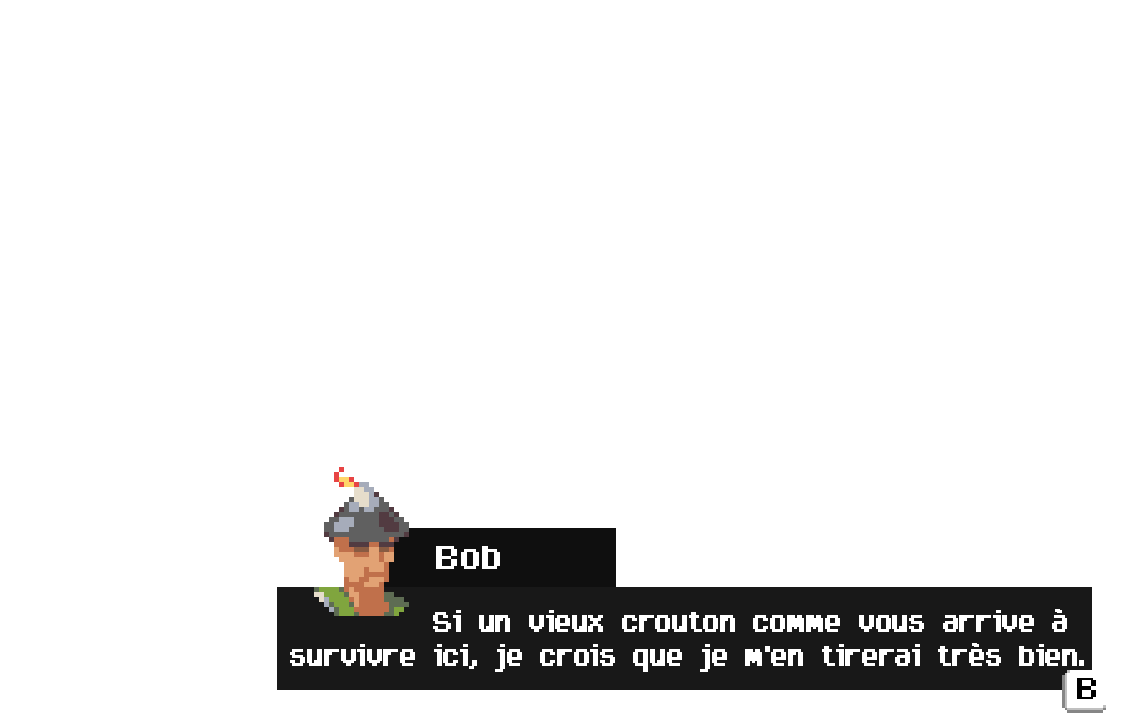 Bob
Si un vieux crouton comme vous arrive à
survivre ici, je crois que je m'en tirerai très bien.
B